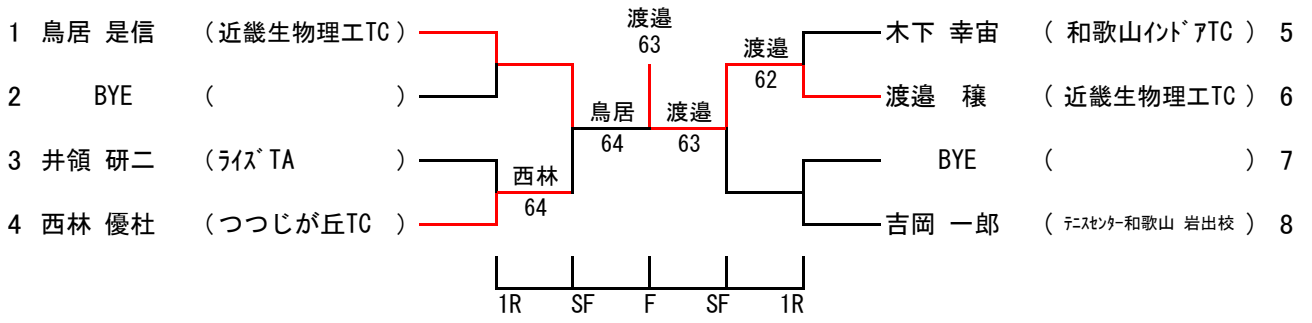 1 鳥居 是信 (近畿生物理工TC)
2 BYE ( )
3 井領 研二 (ﾗｲｽﾞTA )
4 西林 優杜 (つつじが丘TC )
西林
64
鳥居
64
渡邉
63
渡邉
63
渡邉
62
木下 幸宙 ( 和歌山ｲﾝﾄﾞｱTC ) 5
渡邉 穣 ( 近畿生物理工TC ) 6
BYE ( ) 7
吉岡 一郎 ( ﾃﾆｽｾﾝﾀｰ和歌山 岩出校 ) 8
1R SF F SF 1R